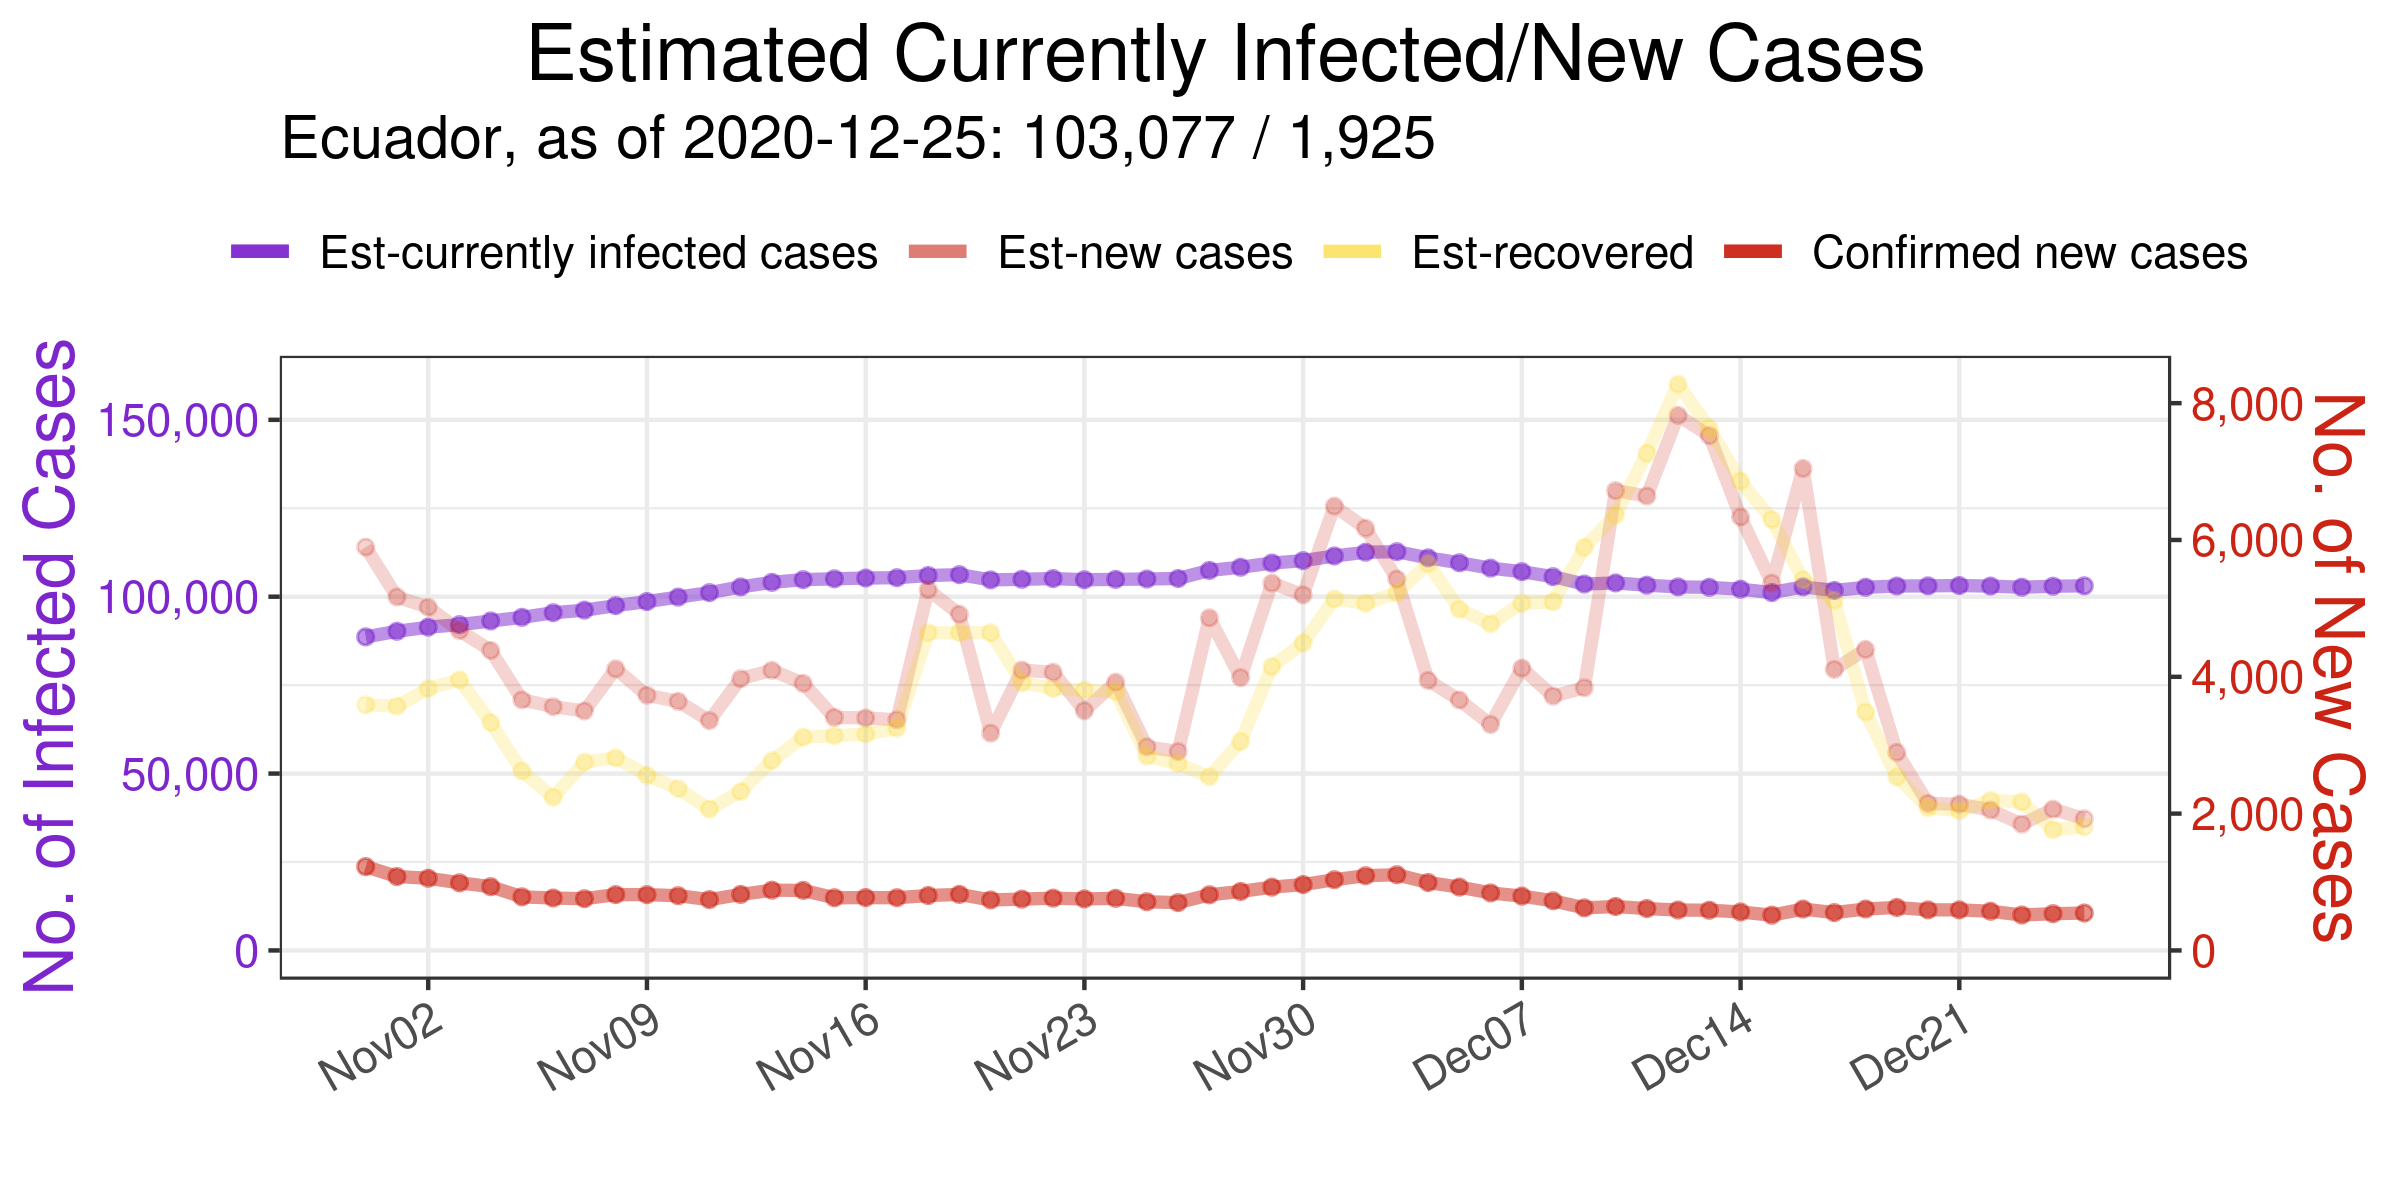 Estimated Currently Infected/New Cases
Ecuador, as of 2020-12-25: 103,077 / 1,925
Est-currently infected cases Est-new cases Est-recovered Confirmed new cases
No. of Infected Cases
150,000
100,000
50,000
0
8,000
6,000
4,000
2,000
0
No. of New Cases
Nov02 Nov09 Nov16 Nov23 Nov30 Dec07 Dec14 Dec21